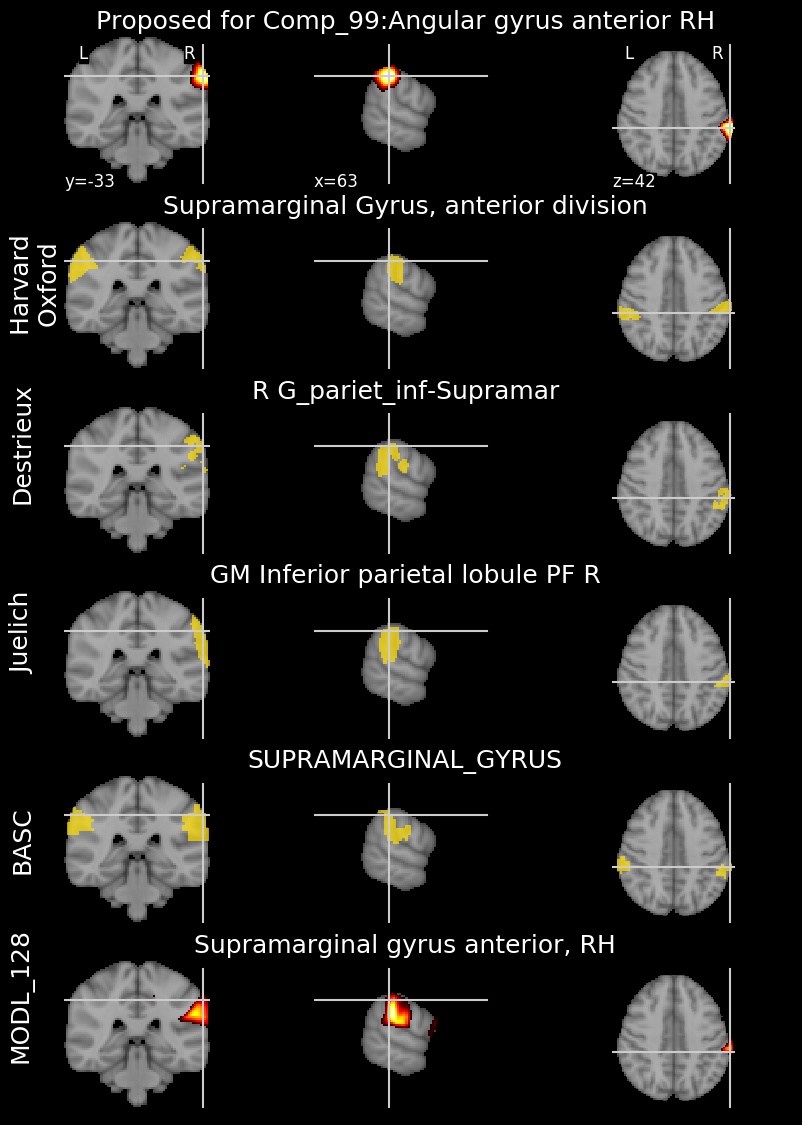 Proposed for Comp_99:Angular gyrus anterior RH
L R
L R
y=-33
x=63
z=42
Supramarginal Gyrus, anterior division
Harvard
Oxford
R G_pariet_inf-Supramar
Destrieux
GM Inferior parietal lobule PF R
Juelich
SUPRAMARGINAL_GYRUS
BASC
Supramarginal gyrus anterior, RH
MODL_128